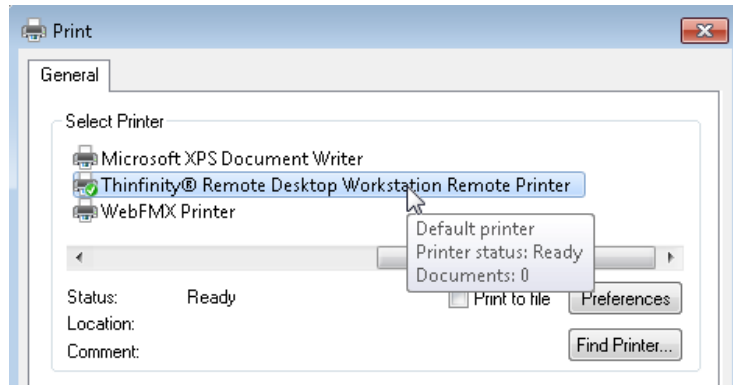 Print
General
Select Printer
Microsoft XPS Document Writer
Thinfinity® Remote Desktop Workstation Remote Printer
WebFMX Printer
Default printer
Printer status: Ready
Documents: 0
Status: Ready
Print to file
Preferences
Location:
Comment:
Find Printer...